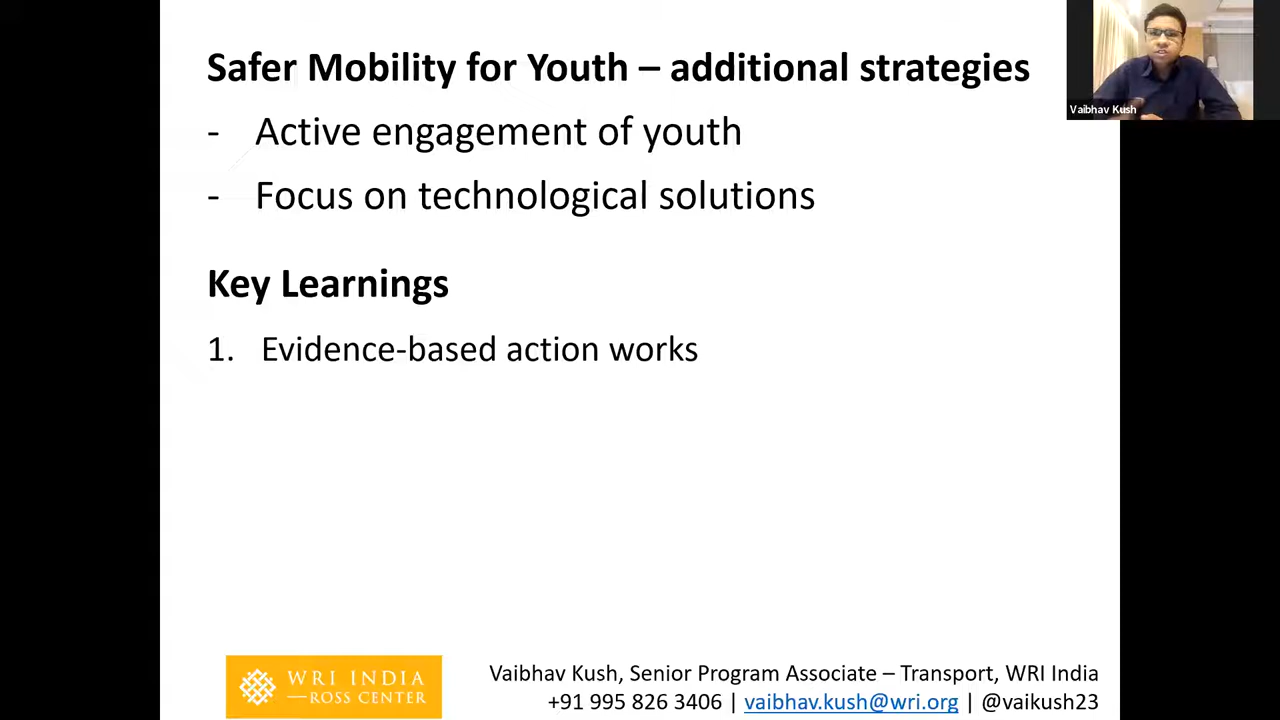 Safer Mobility for Youth – additional strategies
- Active engagement of youth
- Focus on technological solutions
Key Learnings
1. Evidence-based action works
Vaibhav Kush
WRI INDIA
ROSS CENTER
Vaibhav Kush, Senior Program Associate – Transport, WRI India
+91 995 826 3406 | vaibhav.kush@wri.org | @vaikush23